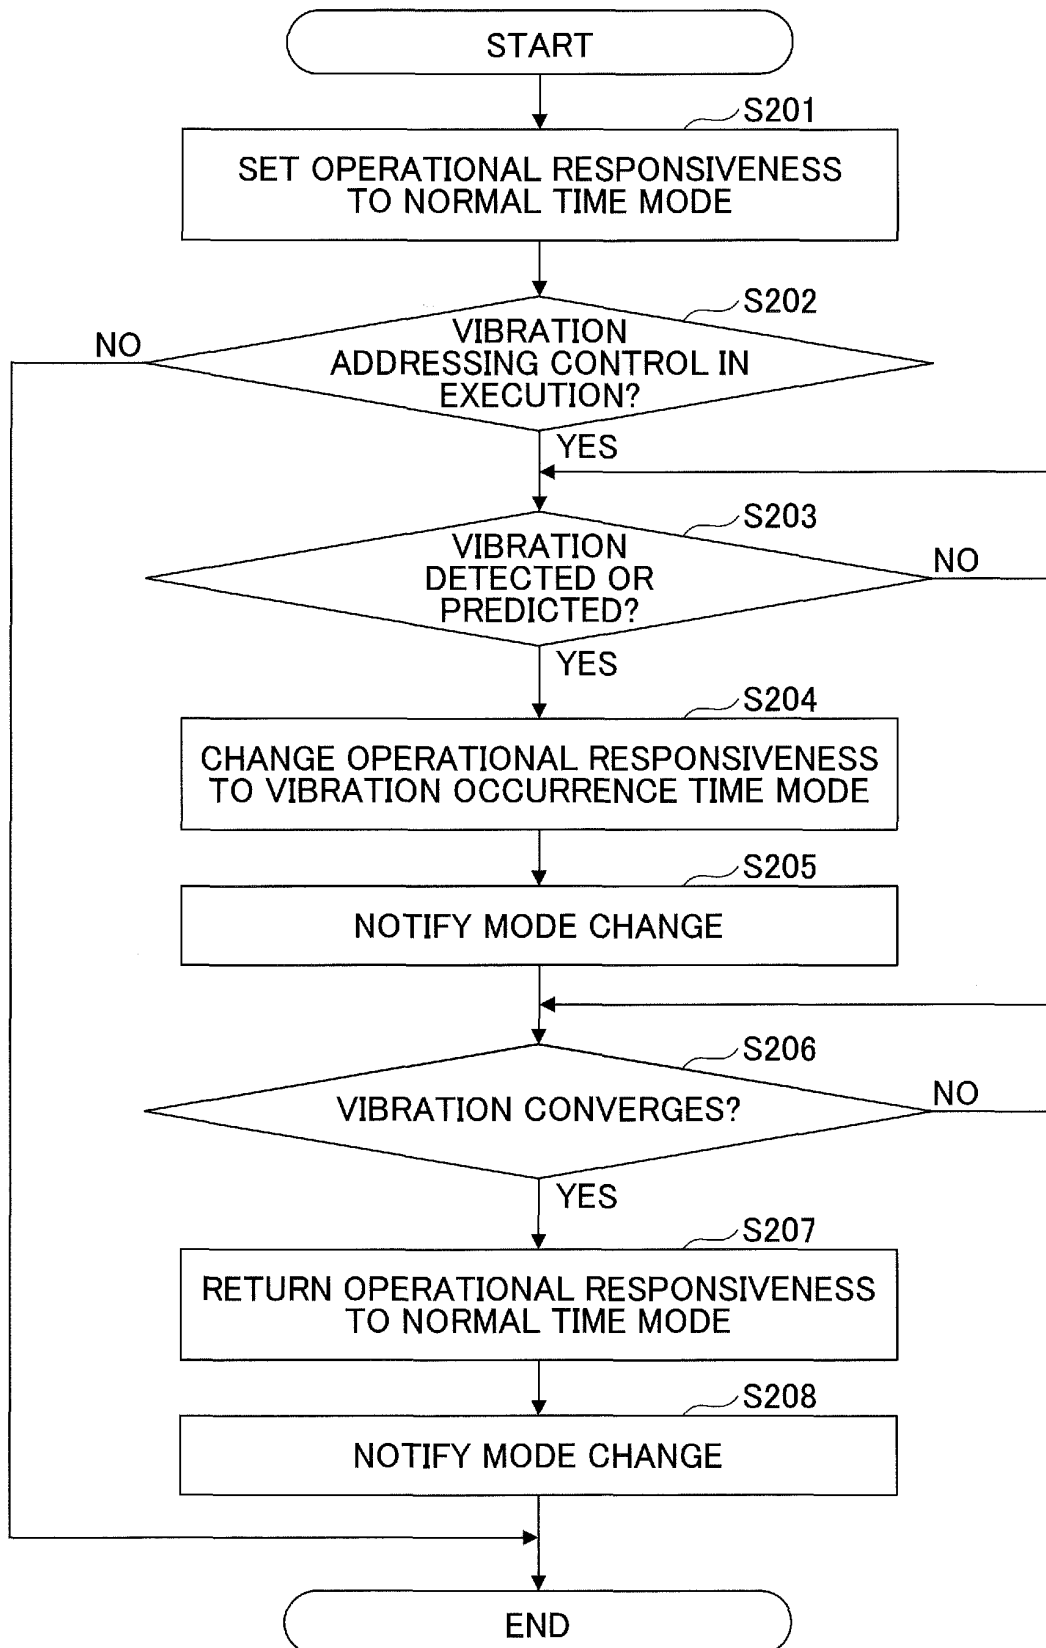 START
S201
SET OPERATIONAL RESPONSIVENESS
TO NORMAL TIME MODE
S202
NO
VIBRATION
ADDRESSING CONTROL IN
EXECUTION?
YES
S203
VIBRATION
DETECTED OR
PREDICTED?
NO
YES
S204
CHANGE OPERATIONAL RESPONSIVENESS
TO VIBRATION OCCURRENCE TIME MODE
S205
NOTIFY MODE CHANGE
S206
VIBRATION CONVERGES?
NO
YES
S207
RETURN OPERATIONAL RESPONSIVENESS
TO NORMAL TIME MODE
S208
NOTIFY MODE CHANGE
END